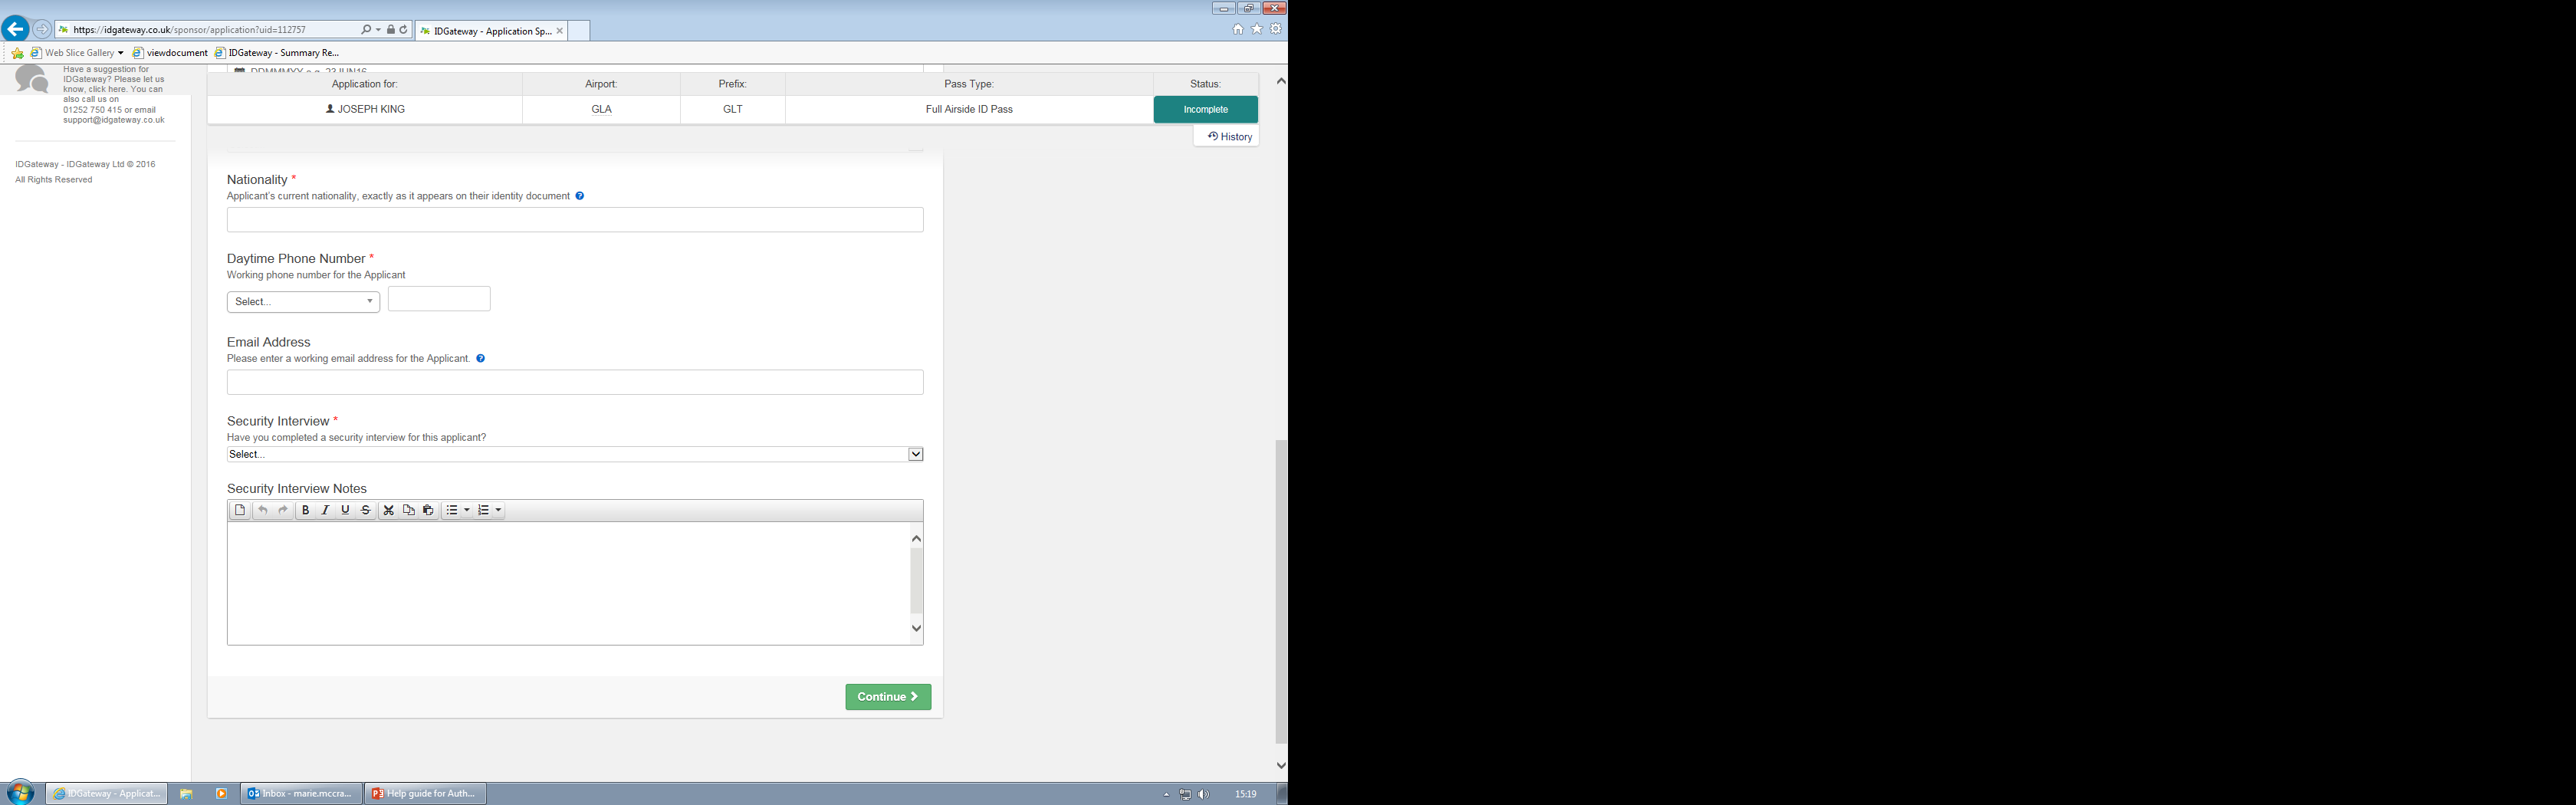 https://idgateway.co.uk/sponsor/application?uid=112757
IDGateway - Application Sp...
Web Slice Gallery
viewdocument
IDGateway - Summary Re...
Have a suggestion for
IDGateway? Please let us
know, click here. You can
also call us on
01252 750 415 or email
support@idgateway.co.uk
IDGateway - IDGateway Ltd © 2016
All Rights Reserved
DDMMMYY e.g. 23JUN16
Application for: Airport: Prefix: Pass Type: Status:
JOSEPH KING GLA GLT Full Airside ID Pass Incomplete
History
Nationality *
Applicant's current nationality, exactly as it appears on their identity document ?
Daytime Phone Number *
Working phone number for the Applicant
Select...
Email Address
Please enter a working email address for the Applicant. ?
Security Interview *
Have you completed a security interview for this applicant?
Select...
Security Interview Notes
B I U S
Continue
IDGateway - Applicat...
Inbox - marie.mccra...
Help guide for Auth...
15:19